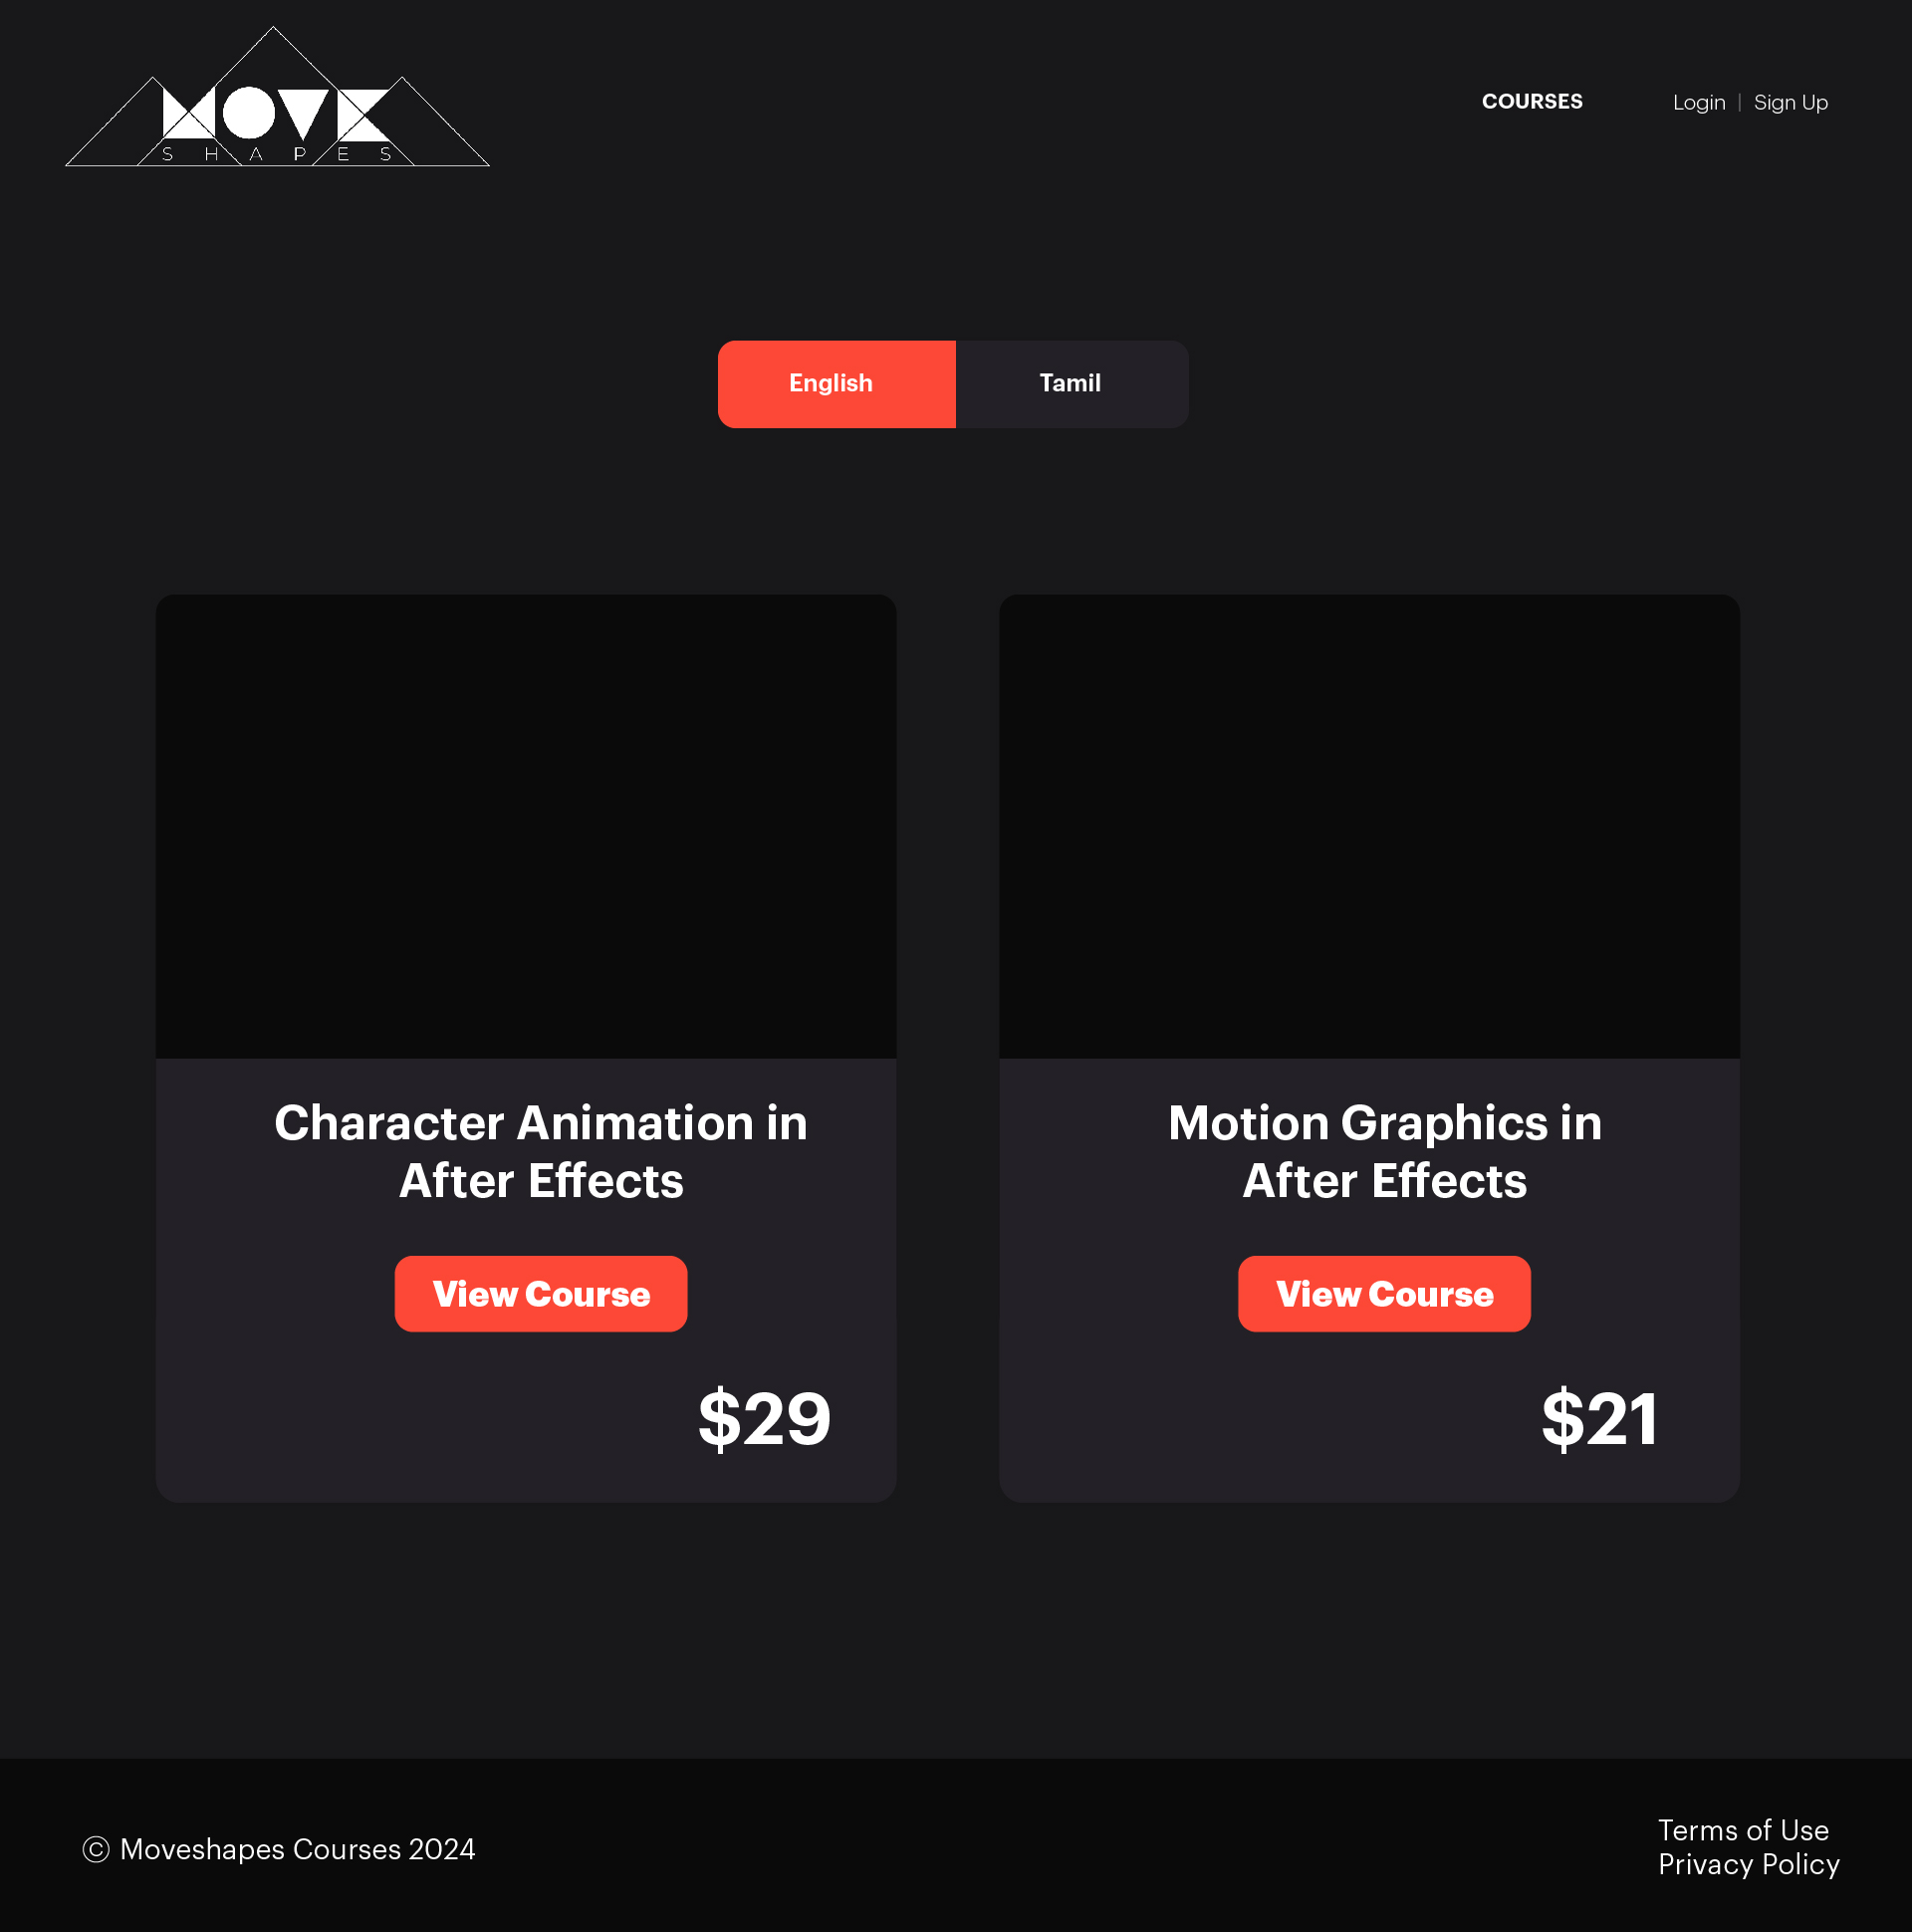 MOVE
SHAPES
COURSES
Login | Sign Up
English
Tamil
Character Animation in
After Effects
View Course
$29
Motion Graphics in
After Effects
View Course
$21
© Moveshapes Courses 2024
Terms of Use
Privacy Policy